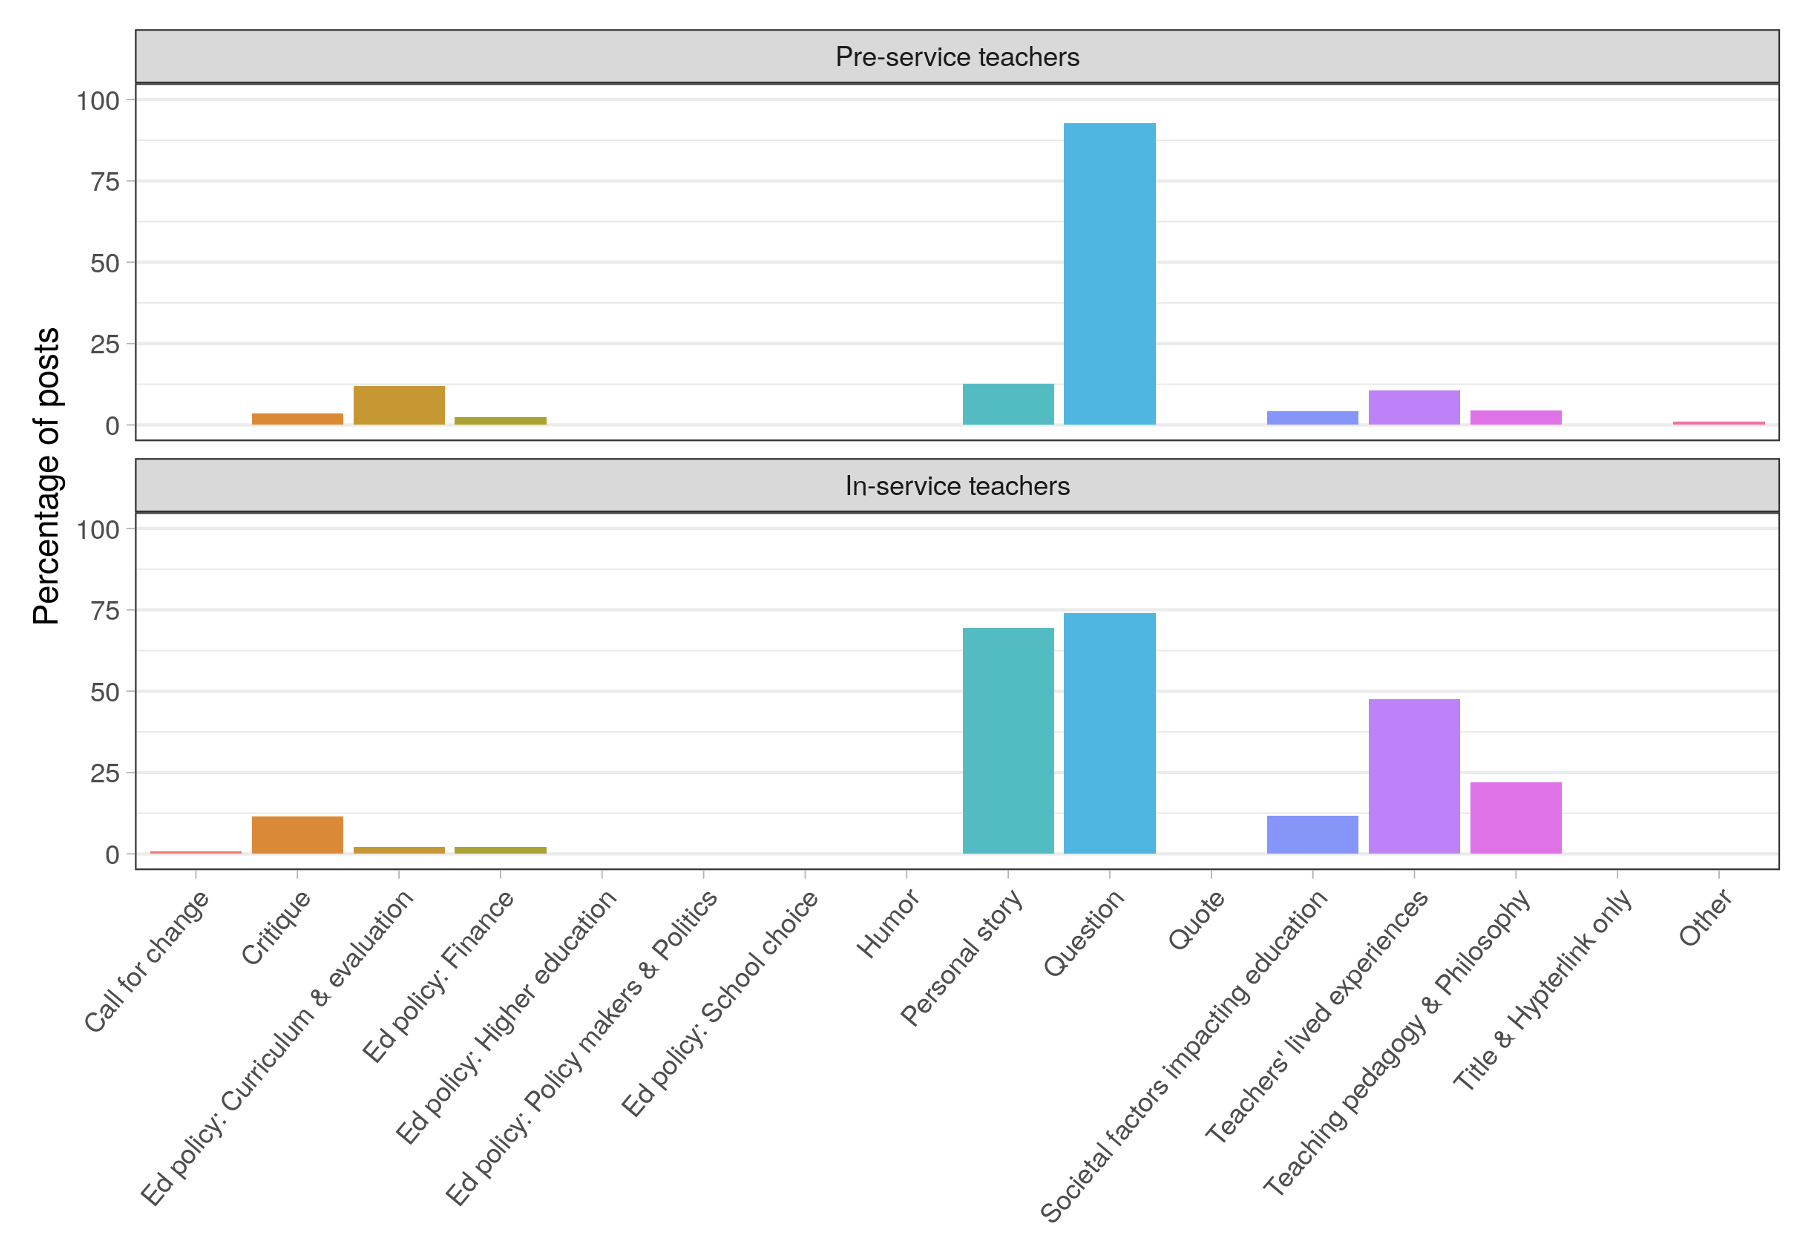 Pre-service teachers
100
75
50
25
0
Percentage of posts
In-service teachers
100
75
50
25
0
Call for change
Critique
Ed policy: Curriculum & evaluation
Ed policy: Finance
Ed policy: Higher education
Ed policy: Policy makers & Politics
Ed policy: School choice
Humor
Personal story
Question
Quote
Societal factors impacting education
Teachers' lived experiences
Teaching pedagogy & Philosophy
Title & Hypterlink only
Other